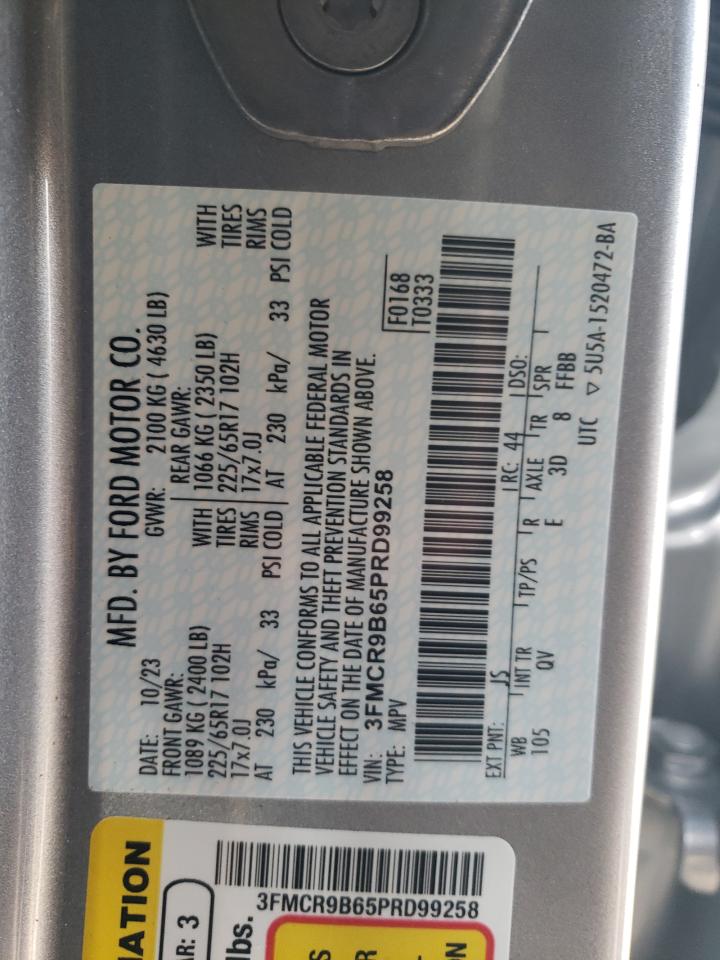 MFD. BY FORD MOTOR CO.
DATE: 10/23 GVWR: 2100 KG ( 4630 LB)
FRONT GAWR: REAR GAWR:
1089 KG ( 2400 LB) WITH 1066 KG ( 2350 LB) WITH
225/65R17 102H TIRES 225/65R17 102H TIRES
17x7.0J RIMS 17x7.0J RIMS
AT 230 kPa/ 33 PSI COLD AT 230 kPa/ 33 PSI COLD
THIS VEHICLE CONFORMS TO ALL APPLICABLE FEDERAL MOTOR
VEHICLE SAFETY AND THEFT PREVENTION STANDARDS IN
EFFECT ON THE DATE OF MANUFACTURE SHOWN ABOVE.
VIN: 3FMCR9B65PRD99258 F0168
TYPE: MPV T0333
EXT PNT: JS RC: 44 DSO:
WB INT TR TP/PS R AXLE TR SPR
105 QV E 3D 8 FFBB
UTC ▽ 5U5A-1520472-BA
3FMCR9B65PRD99258
lbs.